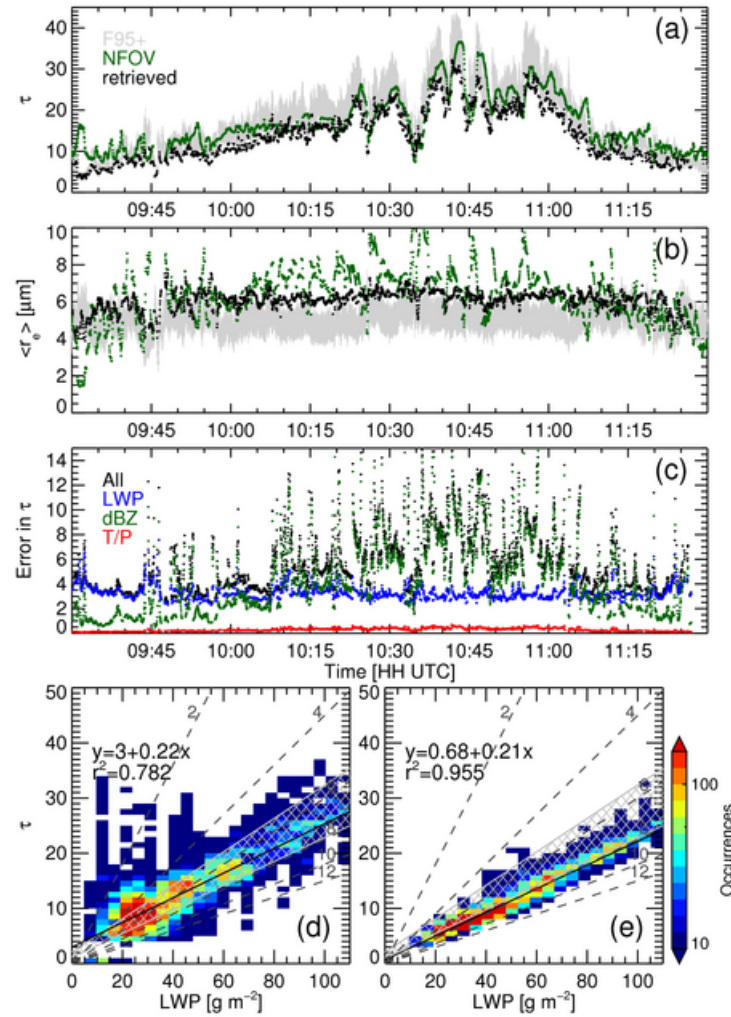 (a)
F95+
NFOV
retrieved
τ
40
30
20
10
0
09:45 10:00 10:15 10:30 10:45 11:00 11:15
(b)
<r_e> [μm]
10
8
6
4
2
0
09:45 10:00 10:15 10:30 10:45 11:00 11:15
(c)
All
LWP
dBZ
T/P
Error in τ
14
12
10
8
6
4
2
0
09:45 10:00 10:15 10:30 10:45 11:00 11:15
Time [HH UTC]
y=3+0.22x
r²=0.782
2
4
8
10
12
(d)
τ
50
40
30
20
10
0
0 20 40 60 80 100
LWP [g m⁻²]
y=0.68+0.21x
r²=0.955
2
4
10
12
(e)
50
40
30
20
10
0
0 20 40 60 80 100
LWP [g m⁻²]
100
10
Occurrences